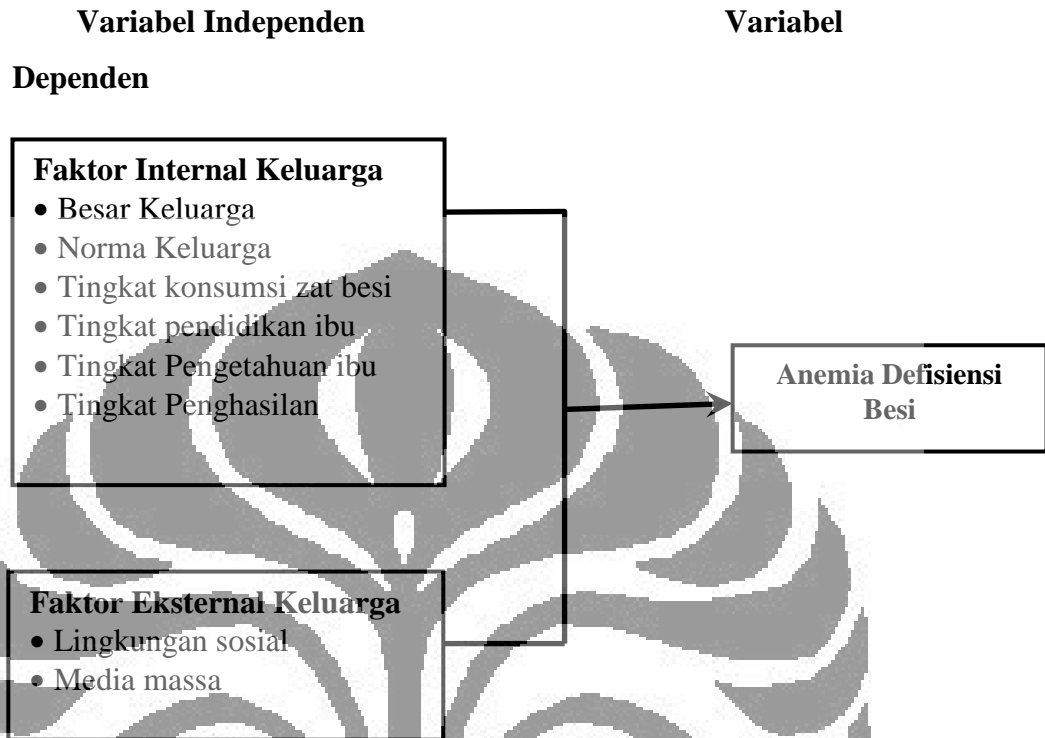 Variabel Independen Variabel
Dependen
Faktor Internal Keluarga
• Besar Keluarga
• Norma Keluarga
• Tingkat konsumsi zat besi
• Tingkat pendidikan ibu
• Tingkat Pengetahuan ibu
• Tingkat Penghasilan
Anemia Defisiensi
Besi
Faktor Eksternal Keluarga
• Lingkungan sosial
• Media massa